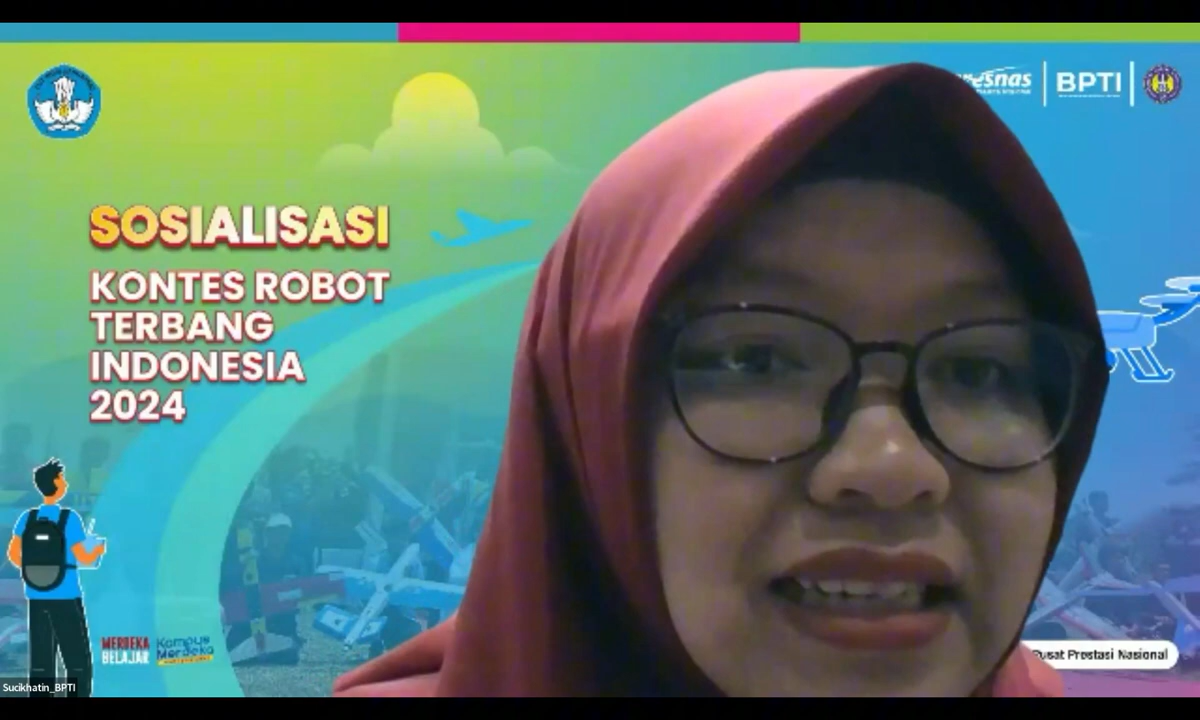 BPTI
SOSIALISASI
KONTES ROBOT
TERBANG
INDONESIA
2024
MERDEKA
BELAJAR
Kampus
Merdeka
Pusat Prestasi Nasional
Sucikhatin_BPTI